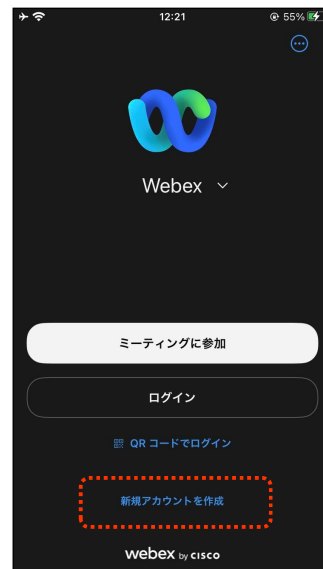 12:21
55%
Webex
ミーティングに参加
ログイン
QR コードでログイン
新規アカウントを作成
webex by CISCO